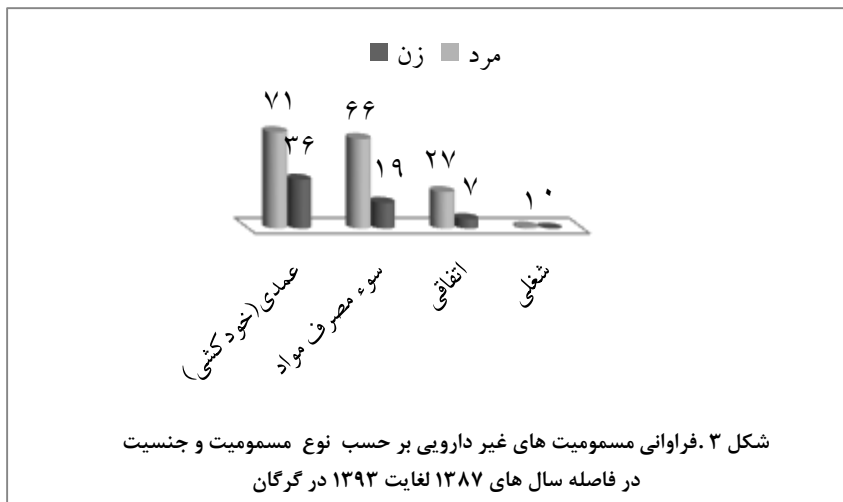 مرد زن
۷۱ ۳۶ ۶۶ ۱۹ ۲۷ ۷ ۱ ۰
عمدی(خودکشی) سوء مصرف مواد اتفاقی شغلی
شکل ۳ .فراوانی مسمومیت های غیر دارویی بر حسب نوع مسمومیت و جنسیت
در فاصله سال های ۱۳۸۷ لغایت ۱۳۹۳ در گرگان